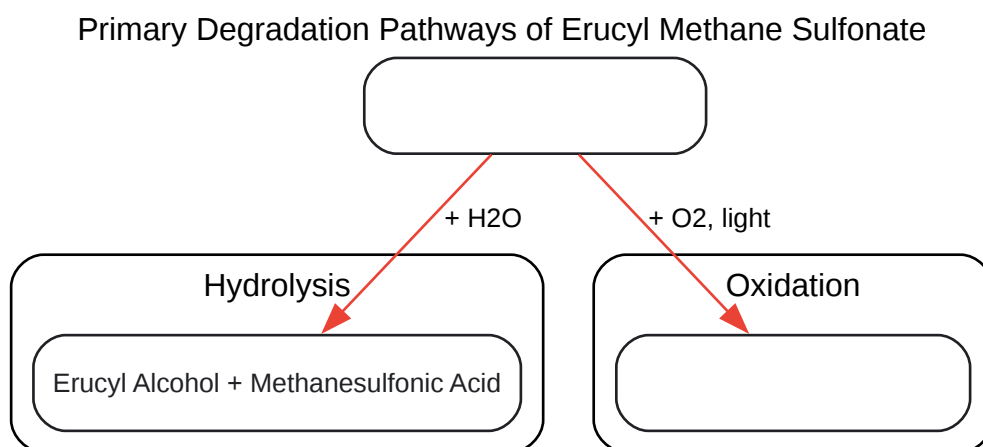 Primary Degradation Pathways of Erucyl Methane Sulfonate
+ H2O
+ O2, light
Hydrolysis
Oxidation
Erucyl Alcohol + Methanesulfonic Acid